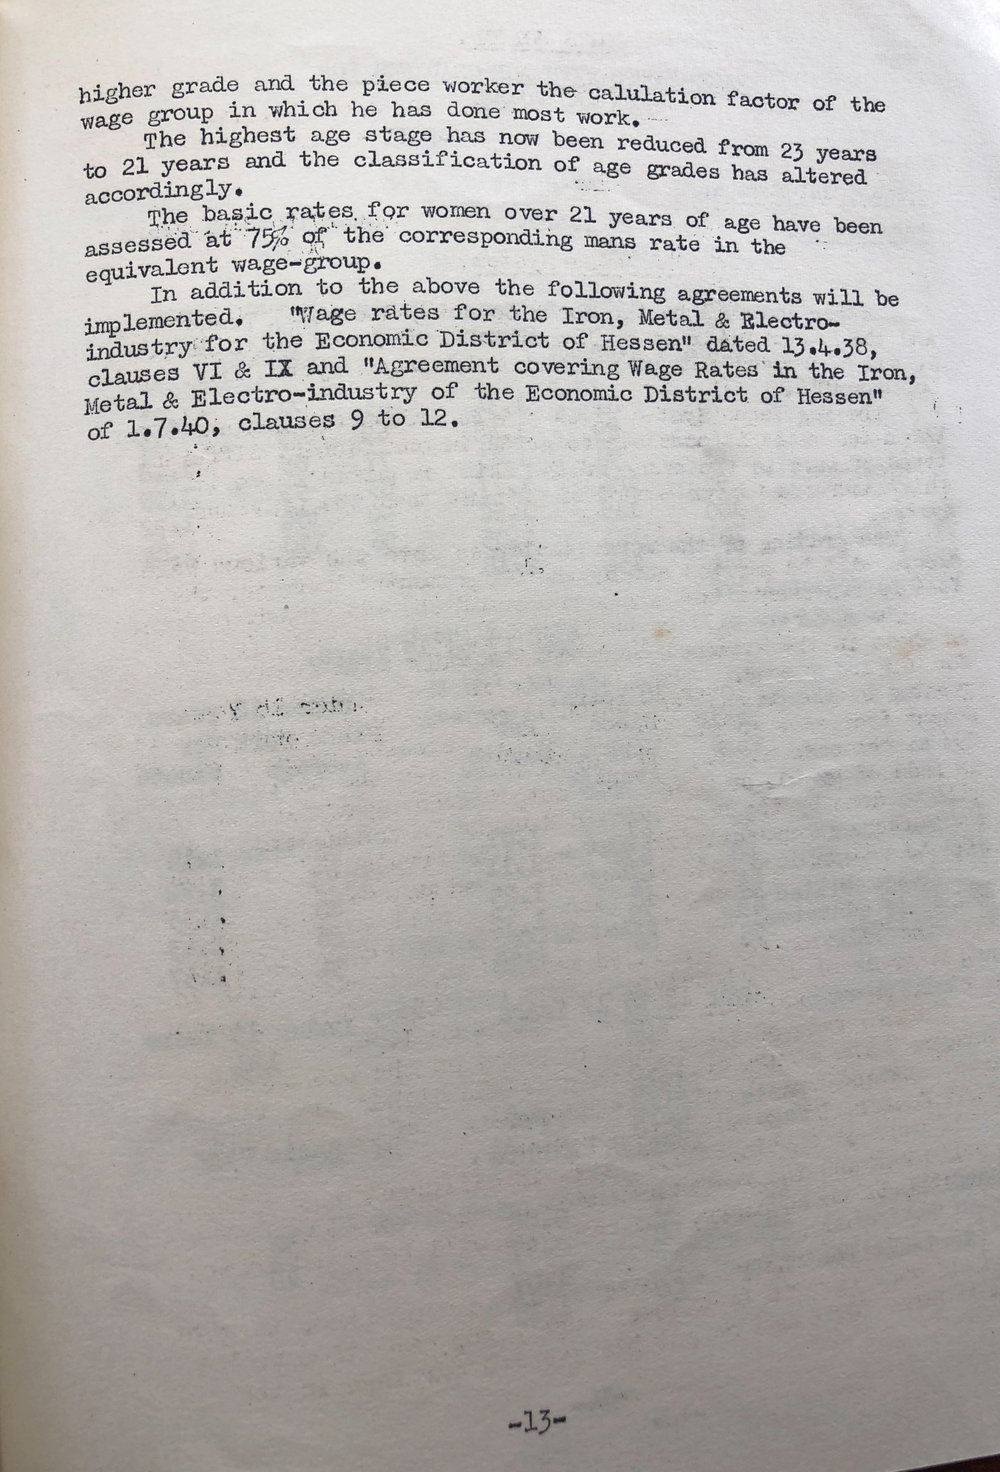 higher grade and the piece worker the calulation factor of the
wage group in which he has done most work.
The highest age stage has now been reduced from 23 years
to 21 years and the classification of age grades has altered
accordingly.
The basic rates for women over 21 years of age have been
assessed at 75% of the corresponding mans rate in the
equivalent wage-group.
In addition to the above the following agreements will be
implemented. "Wage rates for the Iron, Metal & Electro-
industry for the Economic District of Hessen" dated 13.4.38,
clauses VI & IX and "Agreement covering Wage Rates in the Iron,
Metal & Electro-industry of the Economic District of Hessen"
of 1.7.40, clauses 9 to 12.
-13-